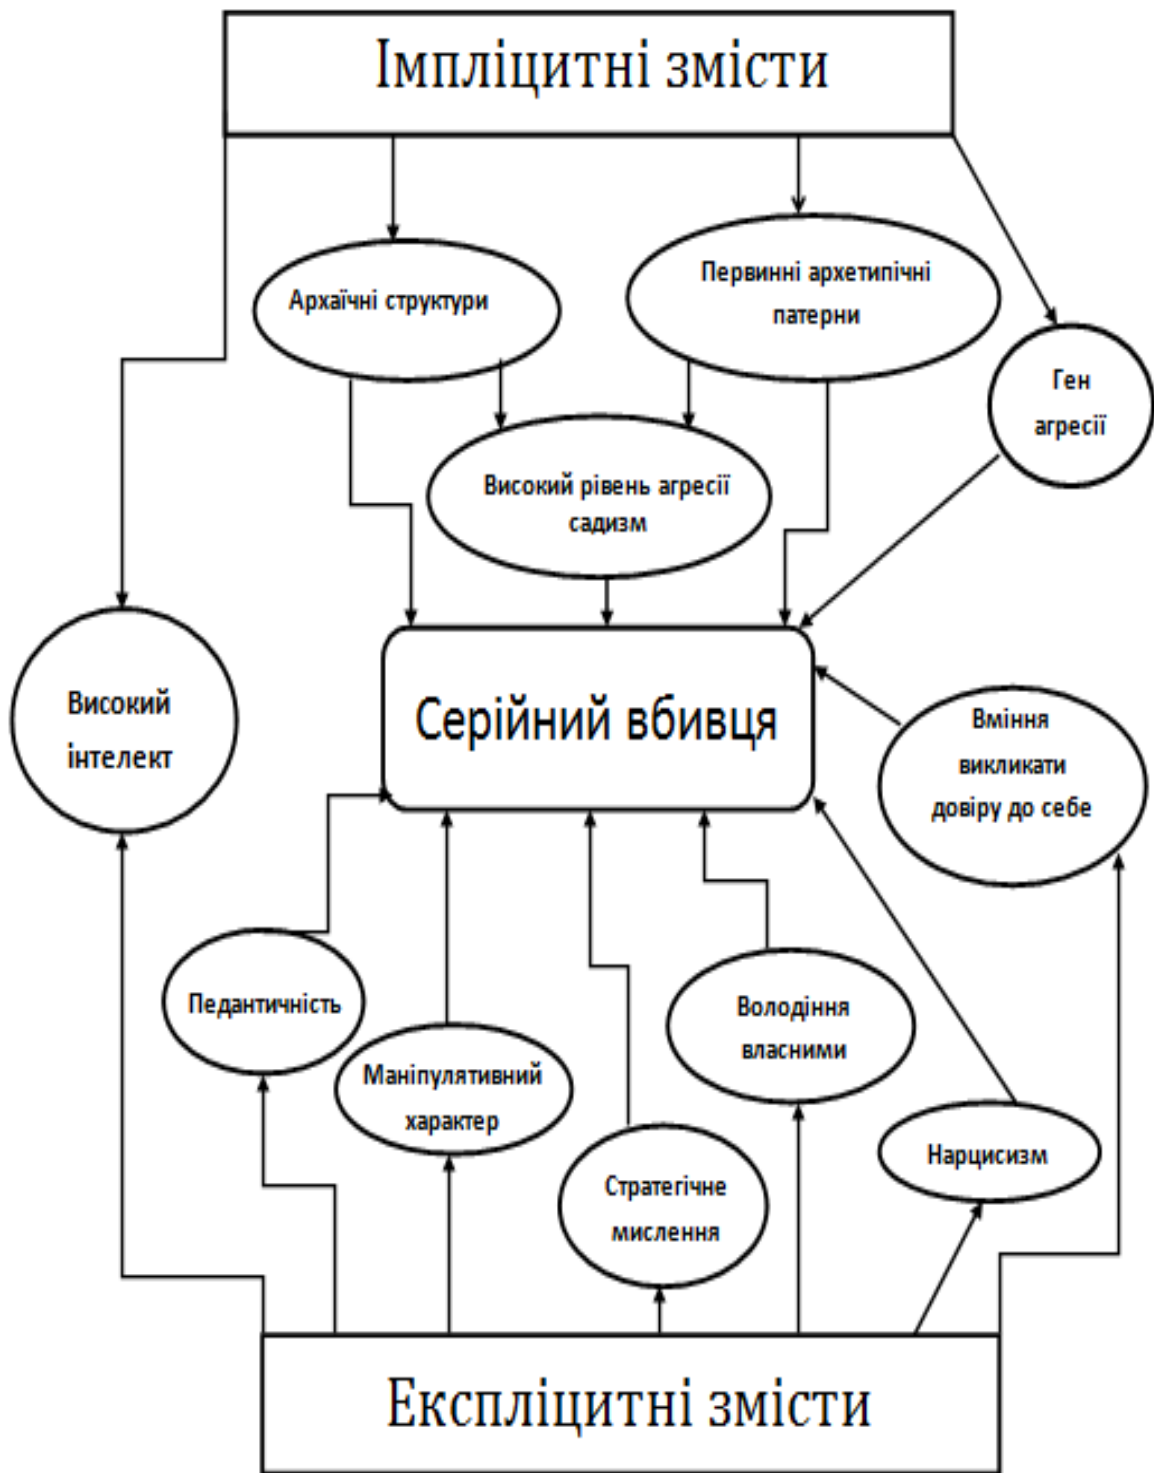 Імпліцитні змісти
Архаїчні структури
Первинні архетипічні
патерни
Ген
агресії
Високий рівень агресії
садизм
Високий
інтелект
Серійний вбивця
Вміння
викликати
довіру до себе
Педантичність
Маніпулятивний
характер
Стратегічне
мислення
Володіння
власними
Нарцисизм
Експліцитні змісти